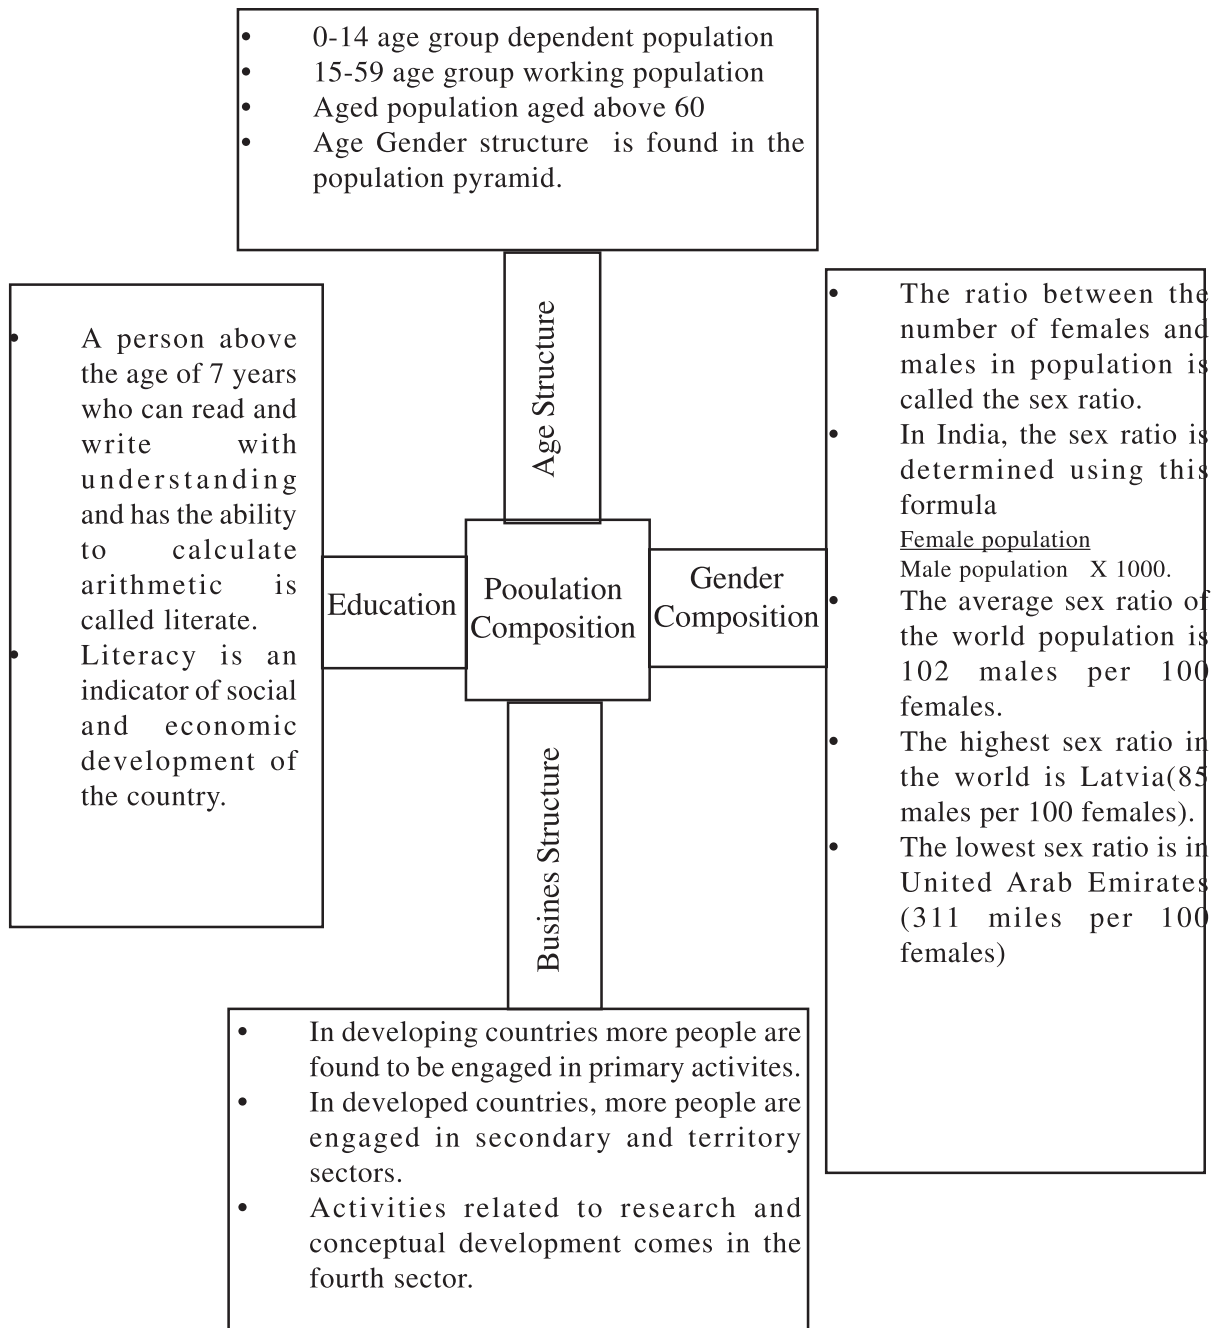 • 0-14 age group dependent population
• 15-59 age group working population
• Aged population aged above 60
• Age Gender structure is found in the
population pyramid.
Age Structure
• A person above
the age of 7 years
who can read and
write with
understanding
and has the ability
to calculate
arithmetic is
called literate.
• Literacy is an
indicator of social
and economic
development of
the country.
Education
Pooulation
Composition
Gender
Composition
• The ratio between the
number of females and
males in population is
called the sex ratio.
• In India, the sex ratio is
determined using this
formula
Female population
Male population X 1000.
• The average sex ratio of
the world population is
102 males per 100
females.
• The highest sex ratio in
the world is Latvia(85
males per 100 females).
• The lowest sex ratio is in
United Arab Emirates
(311 miles per 100
females)
Busines Structure
• In developing countries more people are
found to be engaged in primary activites.
• In developed countries, more people are
engaged in secondary and territory
sectors.
• Activities related to research and
conceptual development comes in the
fourth sector.